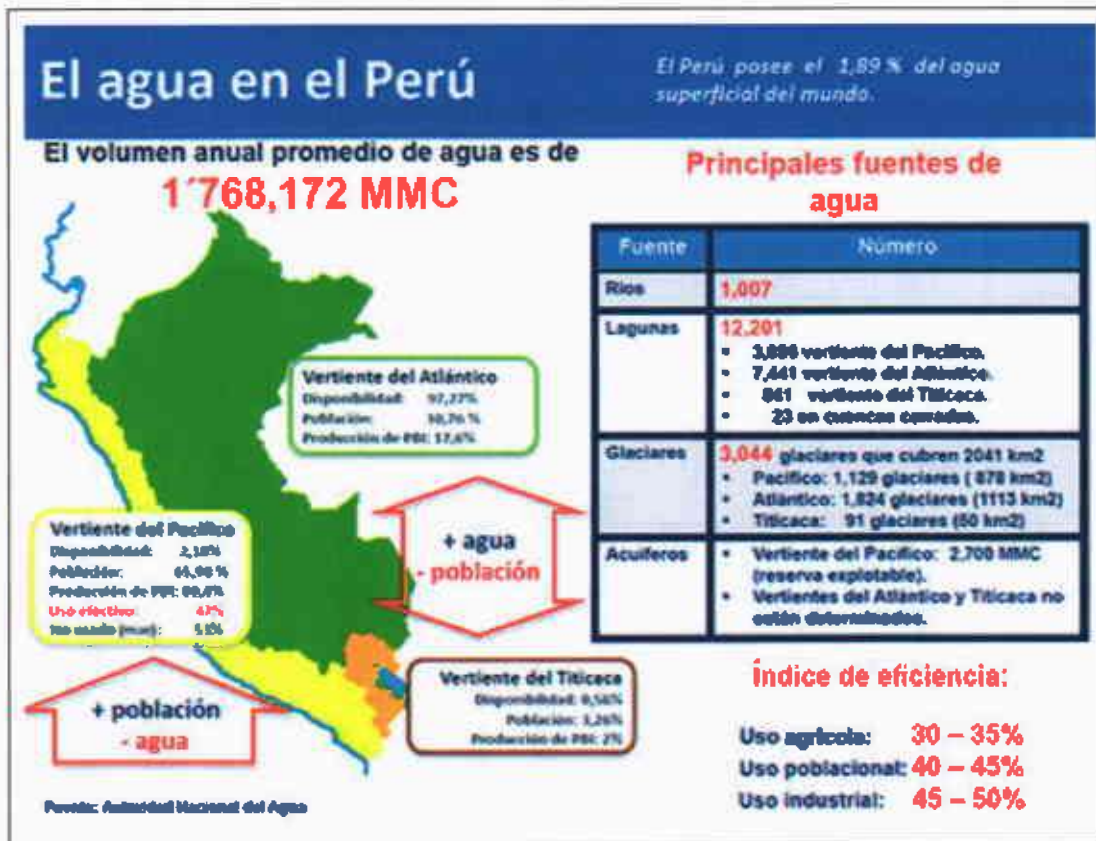 El agua en el Perú
El Perú posee el 1,89 % del agua
superficial del mundo.
El volumen anual promedio de agua es de
1´768,172 MMC
Principales fuentes de
agua
Fuente Número
Ríos 1,007
Lagunas 12,201
• vertiente del Pacífico.
• 7,441 vertiente del Atlántico.
• vertiente del Titicaca.
• 23 en cuencas cerradas.
Glaciares 3,044 glaciares que cubren 2041 km2
• Pacífico: 1,129 glaciares ( 878 km2)
• Atlántico: 1,824 glaciares (1113 km2)
• Titicaca: 91 glaciares (50 km2)
Acuíferos • Vertiente del Pacífico: 2,700 MMC
(reserva explotable).
• Vertientes del Atlántico y Titicaca no
están determinados.
Vertiente del Atlántico
Disponibilidad: 97,27%
Población: 30,76 %
Producción de PBI: 17,6%
Vertiente del Pacífico
Disponibilidad: 2,18%
Población:
Producción de PBI:
Uso efectivo:
No usado (mar):
+ agua
- población
+ población
- agua
Vertiente del Titicaca
Disponibilidad: 0,56%
Población: 3,26%
Producción de PBI: 2%
Índice de eficiencia:
Uso agrícola: 30 – 35%
Uso poblacional: 40 – 45%
Uso industrial: 45 – 50%
Fuente: Autoridad Nacional del Agua